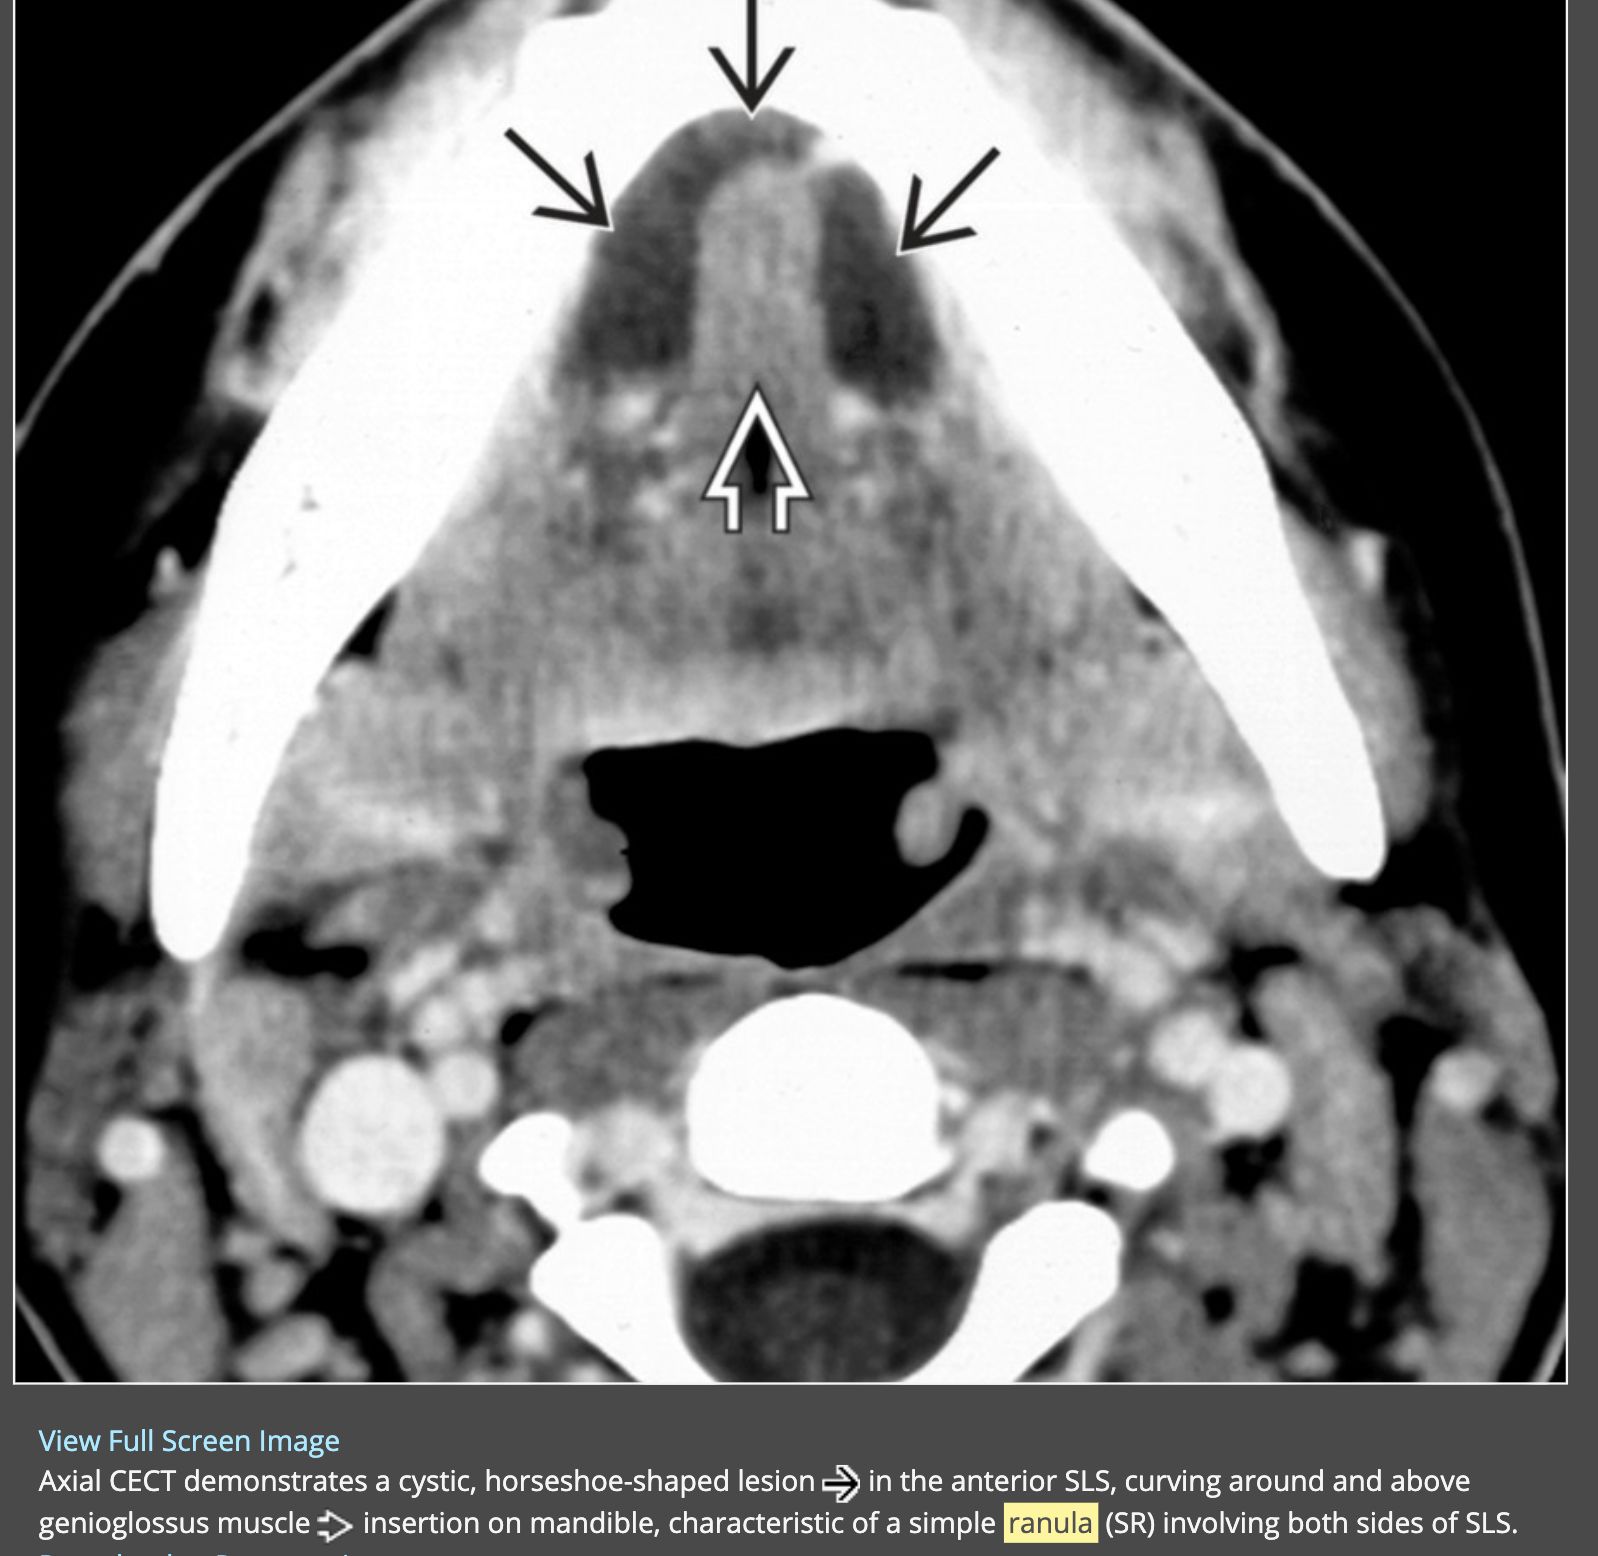 View Full Screen Image
Axial CECT demonstrates a cystic, horseshoe-shaped lesion in the anterior SLS, curving around and above
genioglossus muscle insertion on mandible, characteristic of a simple ranula (SR) involving both sides of SLS.